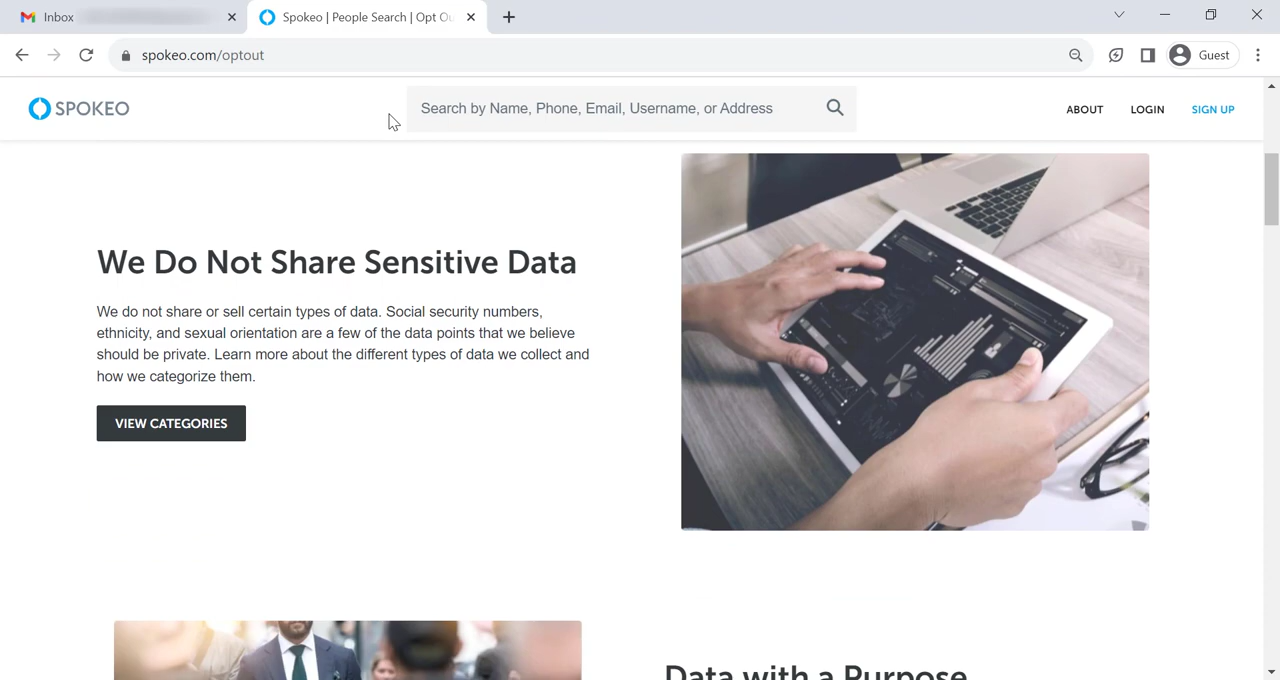 Inbox
Spokeo | People Search | Opt Ou
spokeo.com/optout
Guest
SPOKEO
Search by Name, Phone, Email, Username, or Address
ABOUT
LOGIN
SIGN UP
We Do Not Share Sensitive Data
We do not share or sell certain types of data. Social security numbers,
ethnicity, and sexual orientation are a few of the data points that we believe
should be private. Learn more about the different types of data we collect and
how we categorize them.
VIEW CATEGORIES
Data with a Purpose